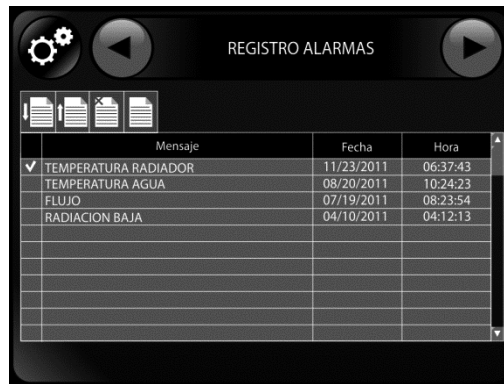 REGISTRO ALARMAS
Mensaje Fecha Hora
TEMPERATURA RADIADOR 11/23/2011 06:37:43
TEMPERATURA AGUA 08/20/2011 10:24:23
FLUJO 07/19/2011 08:23:54
RADIACION BAJA 04/10/2011 04:12:13